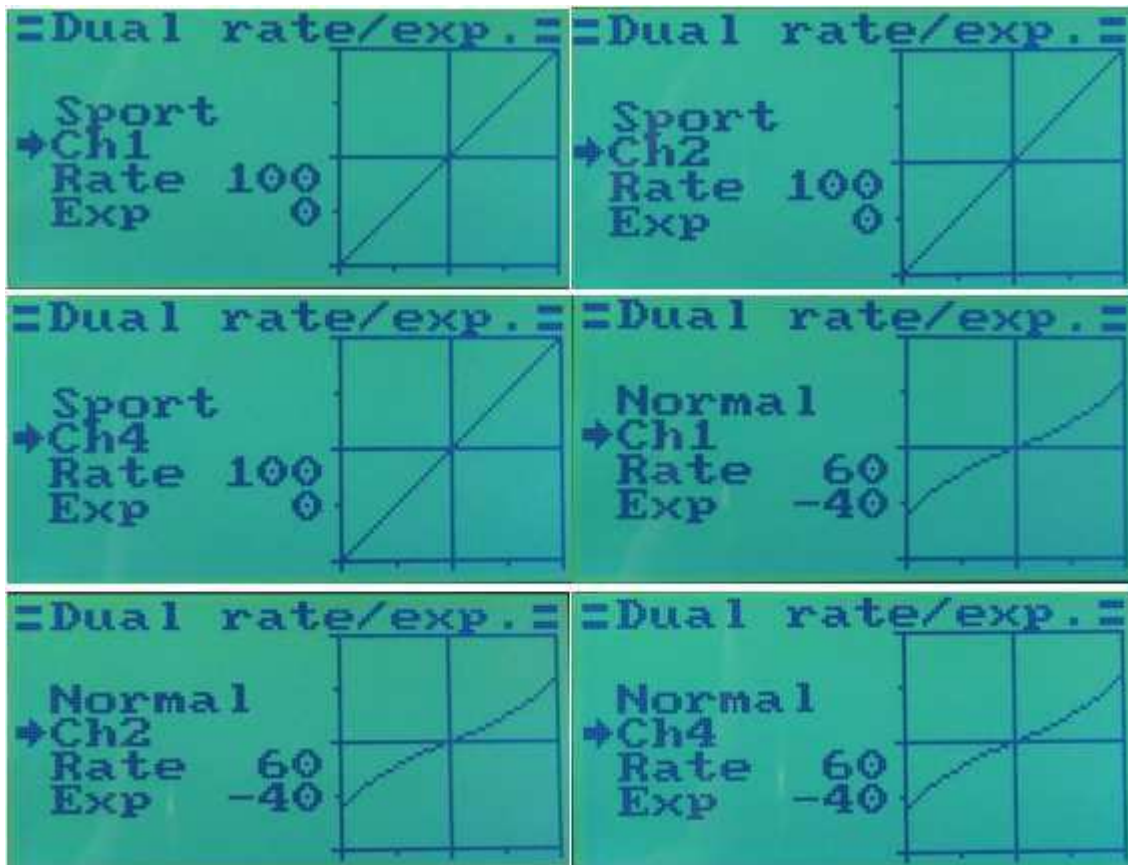 =Dual rate/exp.=
Sport
Ch1
Rate 100
Exp 0
=Dual rate/exp.=
Sport
Ch2
Rate 100
Exp 0
=Dual rate/exp.=
Sport
Ch4
Rate 100
Exp 0
=Dual rate/exp.=
Normal
Ch1
Rate 60
Exp -40
=Dual rate/exp.=
Normal
Ch2
Rate 60
Exp -40
=Dual rate/exp.=
Normal
Ch4
Rate 60
Exp -40